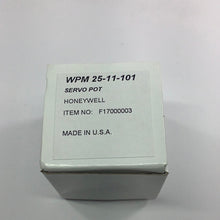 WPM 25-11-101
SERVO POT
HONEYWELL
ITEM NO: F17000003
MADE IN U.S.A.